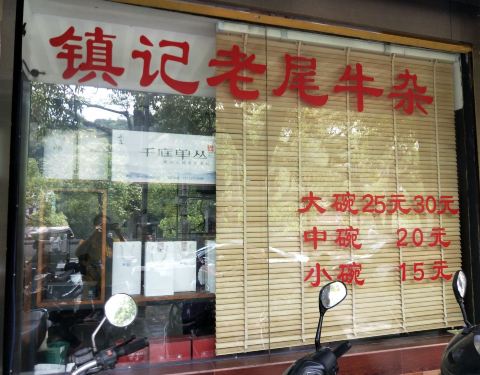 镇记老尾牛杂
千庭单丛
大碗25元30元
中碗 20元
小碗 15元